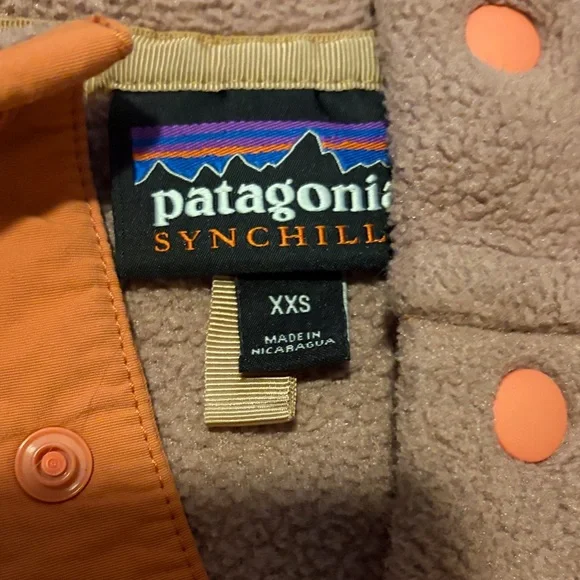 patagonia
SYNCHILL
XXS
MADE IN
NICARAGUA